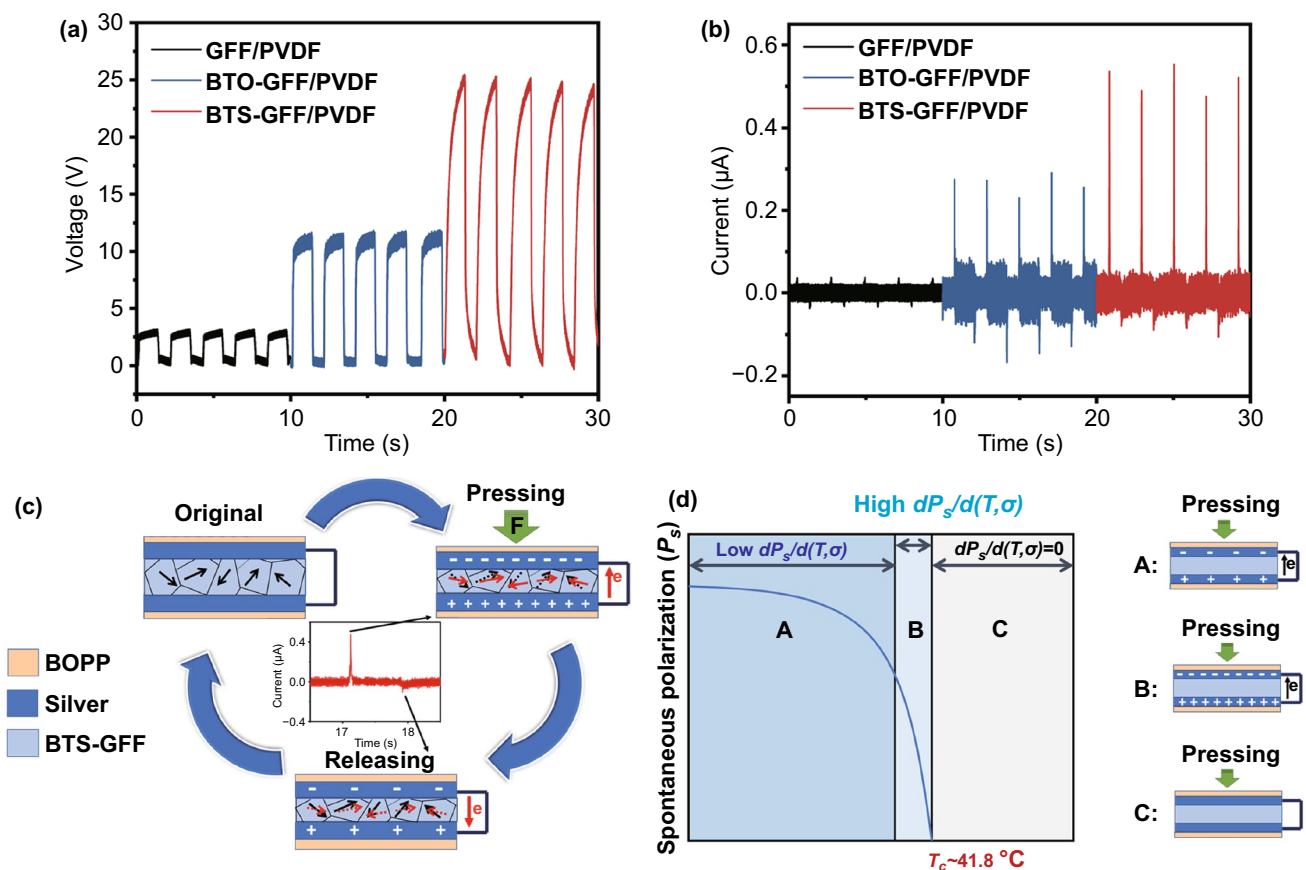 (a)
30
25
20
15
10
5
0
Voltage (V)
GFF/PVDF
BTO-GFF/PVDF
BTS-GFF/PVDF
0 10 20 30
Time (s)
(b)
0.6
0.4
0.2
0.0
−0.2
Current (µA)
GFF/PVDF
BTO-GFF/PVDF
BTS-GFF/PVDF
0 10 20 30
Time (s)
(c)
Original
Pressing
F
- - - - - - - - - -
+ + + + + + + + + +
e
BOPP
Silver
BTS-GFF
0.4
0.0
−0.4
Current (µA)
17 18
Time (s)
Releasing
- - - -
+ + + +
e
(d)
High dPs/d(T,σ)
Spontaneous polarization (Ps)
Low dPs/d(T,σ)
dPs/d(T,σ)=0
A
B
C
Tc~41.8 °C
Pressing
A:
- - - -
+ + + +
e
Pressing
B:
- - - - - - - - -
+ + + + + + + + +
e
Pressing
C: